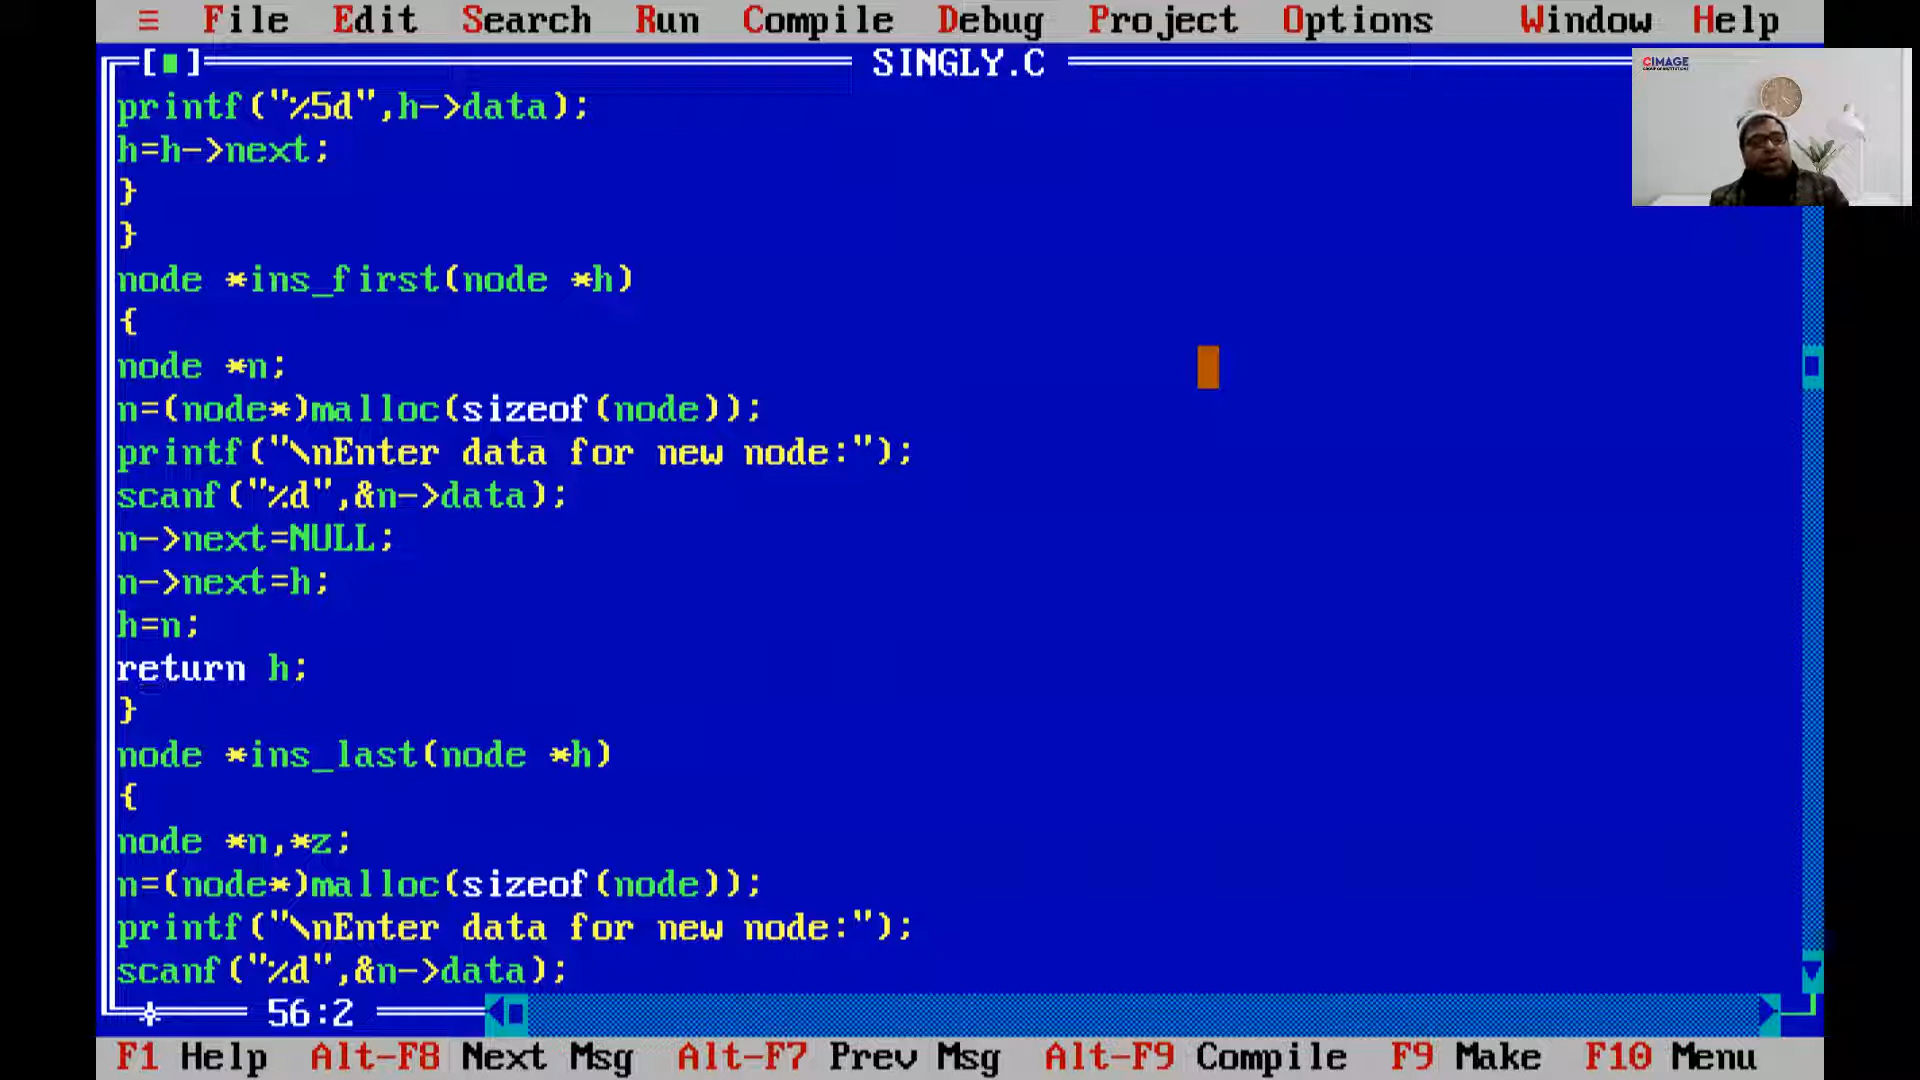 ≡ File Edit Search Run Compile Debug Project Options Window Help
[■] SINGLY.C
CIMAGE
printf("%5d",h->data);
h=h->next;
}
}
node *ins_first(node *h)
{
node *n;
n=(node*)malloc(sizeof(node));
printf("\nEnter data for new node:");
scanf("%d",&n->data);
n->next=NULL;
n->next=h;
h=n;
return h;
}
node *ins_last(node *h)
{
node *n,*z;
n=(node*)malloc(sizeof(node));
printf("\nEnter data for new node:");
scanf("%d",&n->data);
56:2
F1 Help Alt-F8 Next Msg Alt-F7 Prev Msg Alt-F9 Compile F9 Make F10 Menu